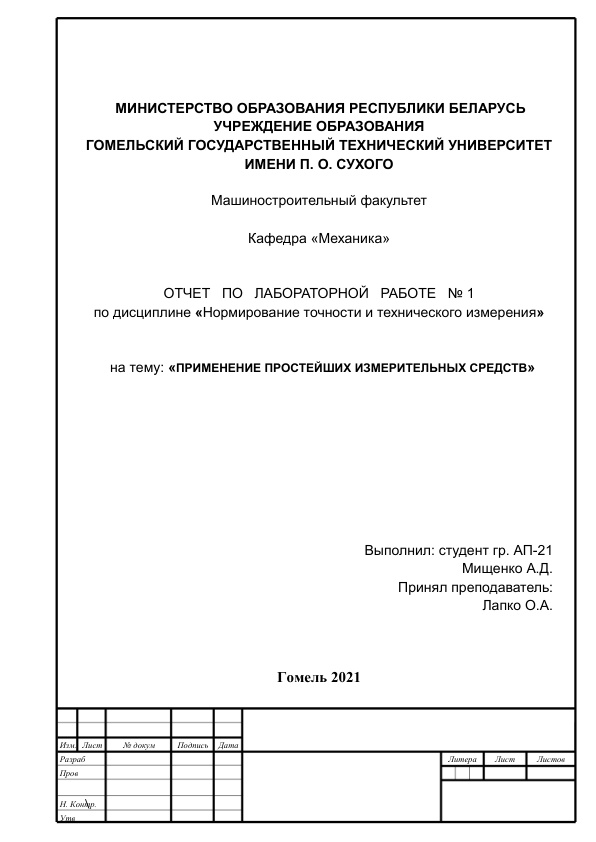 МИНИСТЕРСТВО ОБРАЗОВАНИЯ РЕСПУБЛИКИ БЕЛАРУСЬ
УЧРЕЖДЕНИЕ ОБРАЗОВАНИЯ
ГОМЕЛЬСКИЙ ГОСУДАРСТВЕННЫЙ ТЕХНИЧЕСКИЙ УНИВЕРСИТЕТ
ИМЕНИ П. О. СУХОГО
Машиностроительный факультет
Кафедра «Механика»
ОТЧЕТ ПО ЛАБОРАТОРНОЙ РАБОТЕ № 1
по дисциплине «Нормирование точности и технического измерения»
на тему: «ПРИМЕНЕНИЕ ПРОСТЕЙШИХ ИЗМЕРИТЕЛЬНЫХ СРЕДСТВ»
Выполнил: студент гр. АП-21
Мищенко А.Д.
Принял преподаватель:
Лапко О.А.
Гомель 2021
Изм. Лист № докум Подпись Дата
Разраб Литера Лист Листов
Пров
Н. Контр.
Утв